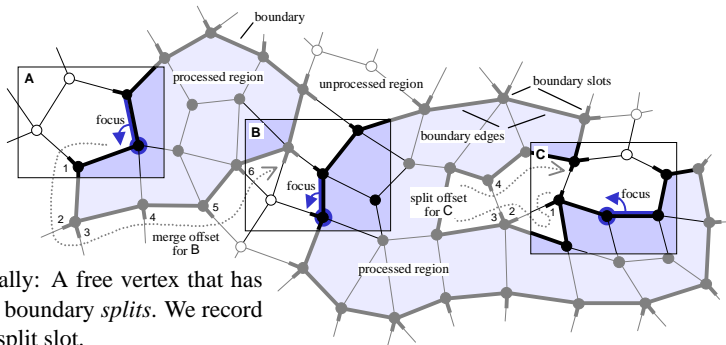 boundary
A
processed region
unprocessed region
boundary slots
focus
B
boundary edges
C
1
6
focus
split offset
for C
4
focus
2
3
4
5
3
2
1
merge offset
for B
processed region
ally: A free vertex that has
boundary splits. We record
split slot.